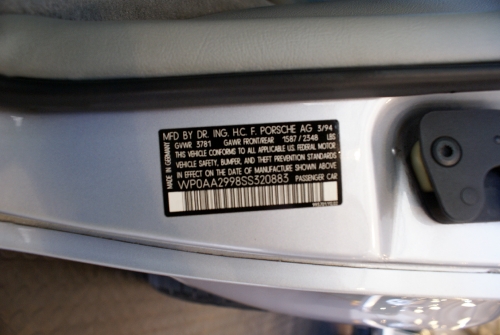 MFD BY DR. ING. H.C. F. PORSCHE AG 3/94
GVWR 3781 GAWR FRONT/REAR 1587 / 2348 LBS
THIS VEHICLE CONFORMS TO ALL APPLICABLE U.S. FEDERAL MOTOR
VEHICLE SAFETY, BUMPER, AND THEFT PREVENTION STANDARDS
IN EFFECT ON THE DATE OF MANUFACTURE SHOWN ABOVE.
WP0AA2998SS320883 PASSENGER CAR
MADE IN GERMANY